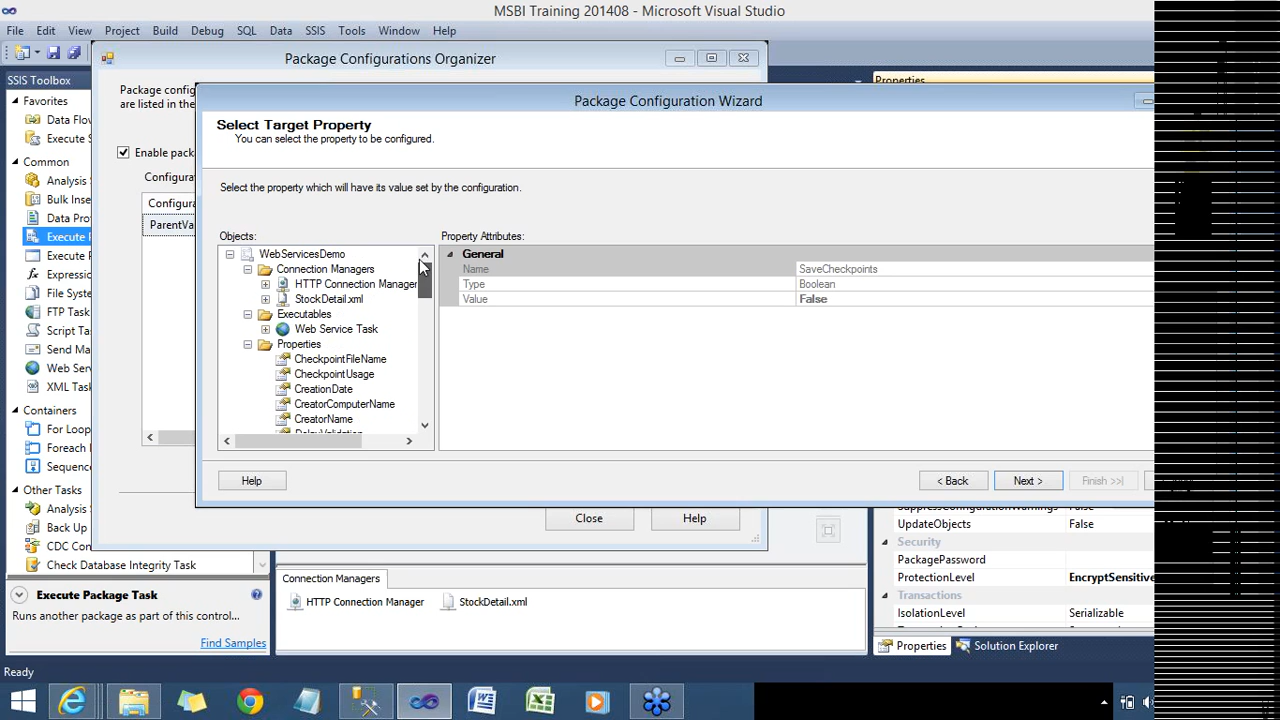 MSBI Training 201408 - Microsoft Visual Studio
File Edit View Project Build Debug SQL Data SSIS Tools Window Help
SSIS Toolbox
Favorites
Data Flo
Execute S
Common
Analysis S
Bulk Inse
Data Pro
Execute P
Execute
Expressio
File Syste
FTP Task
Script Ta
Send Ma
Web Serv
XML Task
Containers
For Loop
Foreach
Sequenc
Other Tasks
Analysis
Back Up
CDC Con
Check Database Integrity Task
Execute Package Task
Runs another package as part of this control...
Find Samples
Package Configurations Organizer
Package config
are listed in the
Enable pack
Configura
Configura
ParentVa
Close Help
Package Configuration Wizard
Select Target Property
You can select the property to be configured.
Select the property which will have its value set by the configuration.
Objects:
WebServicesDemo
Connection Managers
HTTP Connection Manager
StockDetail.xml
Executables
Web Service Task
Properties
CheckpointFileName
CheckpointUsage
CreationDate
CreatorComputerName
CreatorName
Property Attributes:
General
Name SaveCheckpoints
Type Boolean
Value False
Help < Back Next > Finish >>|
Connection Managers
HTTP Connection Manager StockDetail.xml
Properties
SuppressConfigurationWarnings False
UpdateObjects False
Security
PackagePassword
ProtectionLevel EncryptSensitive
Transactions
IsolationLevel Serializable
Properties Solution Explorer
Ready